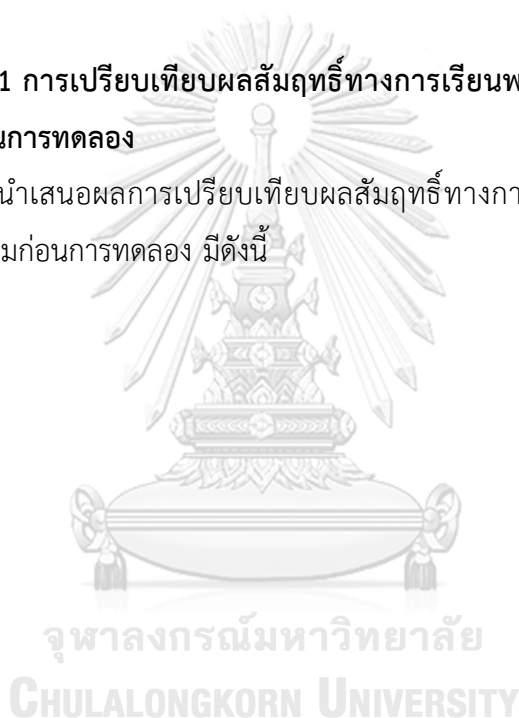 1 การเปรียบเทียบผลสัมฤทธิ์ทางการเรียนพ
นการทดลอง
นำเสนอผลการเปรียบเทียบผลสัมฤทธิ์ทางกา
มก่อนการทดลอง มีดังนี้
จุฬาลงกรณ์มหาวิทยาลัย
CHULALONGKORN UNIVERSITY